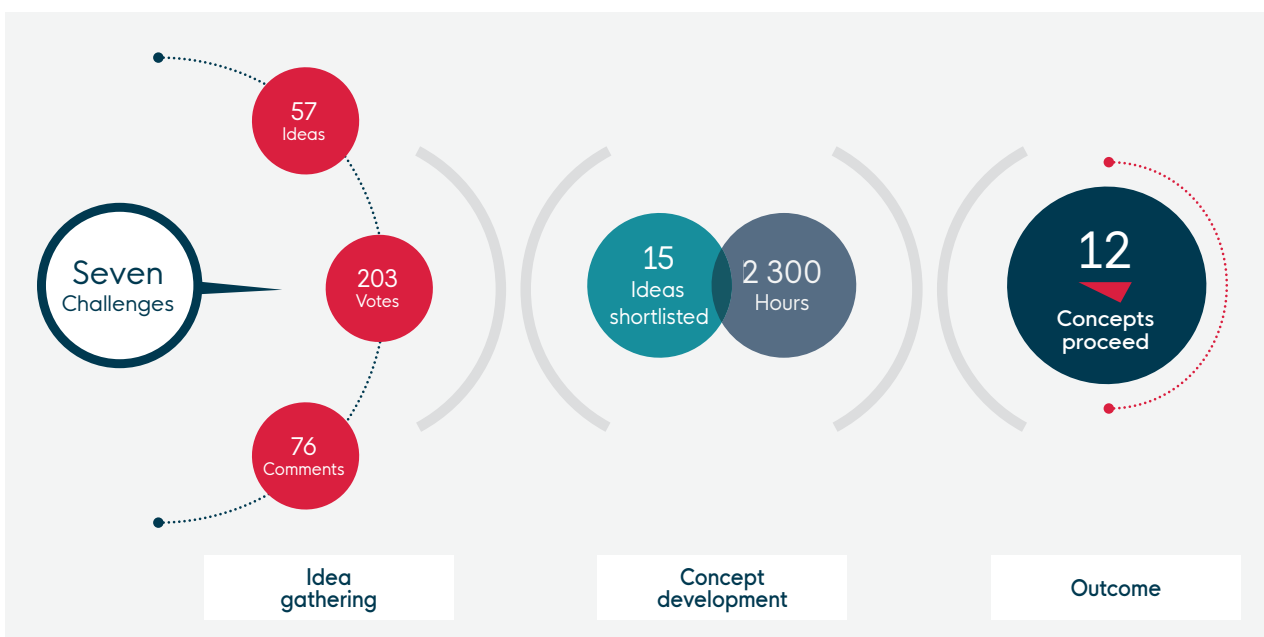 57
Ideas
Seven
Challenges
203
Votes
76
Comments
15
Ideas
shortlisted
2 300
Hours
12
Concepts
proceed
Idea
gathering
Concept
development
Outcome